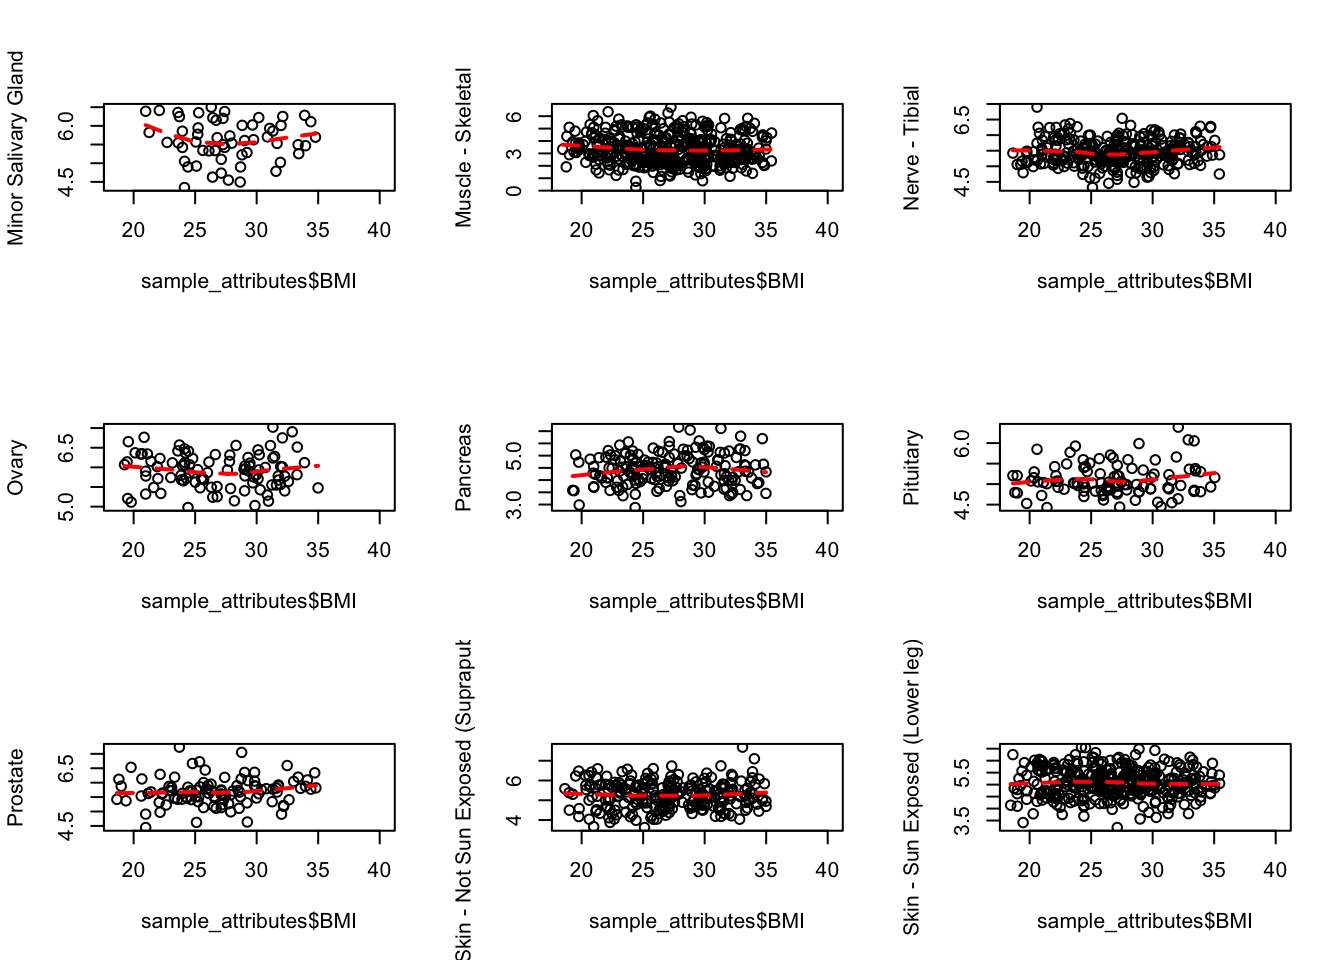 Minor Salivary Gland
4.5 6.0
20 25 30 35 40
sample_attributes$BMI
Muscle - Skeletal
0 3 6
20 25 30 35 40
sample_attributes$BMI
Nerve - Tibial
4.5 6.5
20 25 30 35 40
sample_attributes$BMI
Ovary
5.0 6.5
20 25 30 35 40
sample_attributes$BMI
Pancreas
3.0 5.0
20 25 30 35 40
sample_attributes$BMI
Pituitary
4.5 6.0
20 25 30 35 40
sample_attributes$BMI
Prostate
4.5 6.5
20 25 30 35 40
sample_attributes$BMI
Skin - Not Sun Exposed (Suprapub
4 6
20 25 30 35 40
sample_attributes$BMI
Skin - Sun Exposed (Lower leg)
3.5 5.5
20 25 30 35 40
sample_attributes$BMI